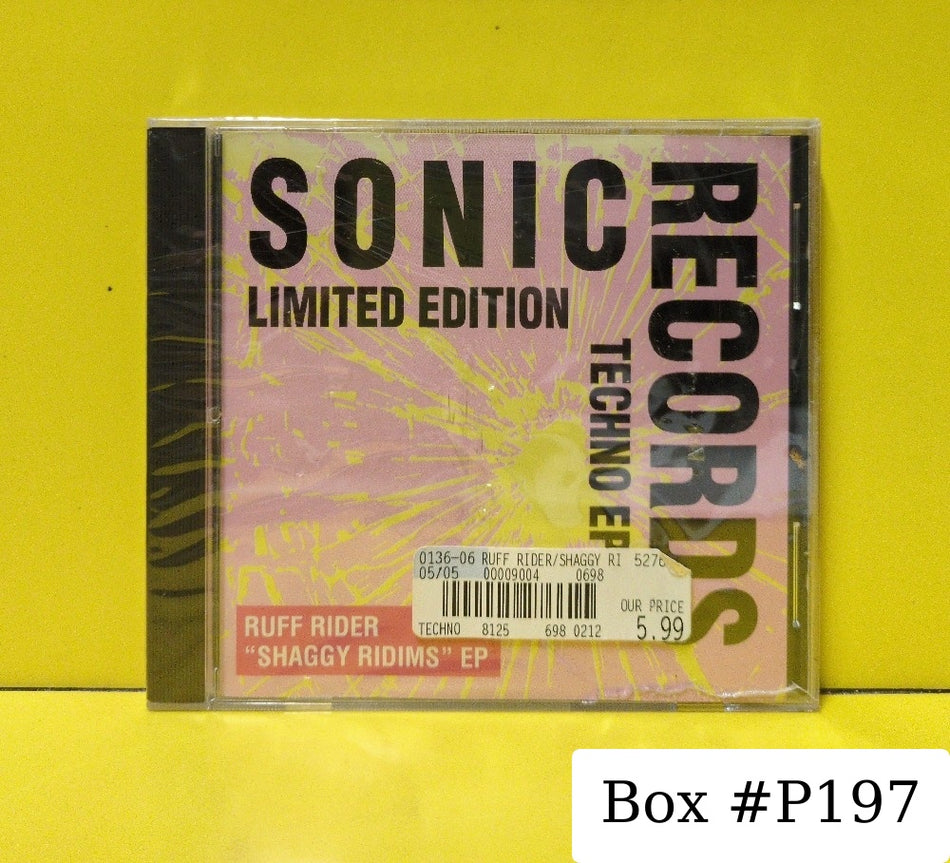 SONIC
RECORDS
LIMITED EDITION
TECHNO EP
0136-06 RUFF RIDER/SHAGGY RI
05/05 00009004 0698
OUR PRICE
TECHNO 8125 698 0212 5.99
RUFF RIDER
“SHAGGY RIDIMS” EP
Box #P197